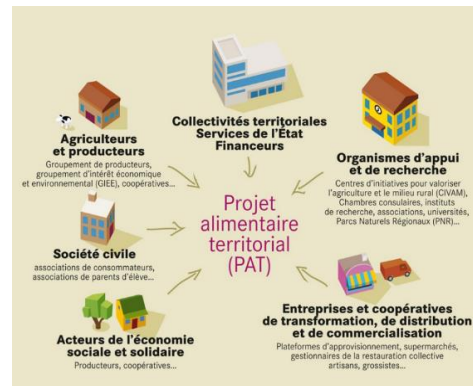 Collectivités territoriales
Services de l'État
Financeurs
Agriculteurs
et producteurs
Groupement de producteurs,
groupement d'intérêt économique
et environnemental (GIEE), coopératives...
Organismes d'appui
et de recherche
Centres d'initiatives pour valoriser
l'agriculture et le milieu rural (CIVAM),
Chambres consulaires, instituts
de recherche, associations, universités,
Parcs Naturels Régionaux (PNR)...
Projet
alimentaire
territorial
(PAT)
Société civile
associations de consommateurs,
associations de parents d'élève...
Acteurs de l'économie
sociale et solidaire
Producteurs, coopératives...
Entreprises et coopératives
de transformation, de distribution
et de commercialisation
Plateformes d'approvisionnement, supermarchés,
gestionnaires de la restauration collective
artisans, grossistes...